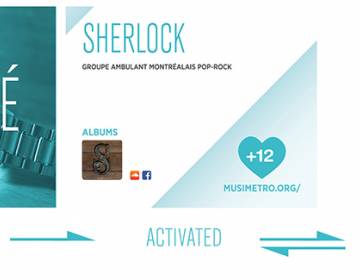 É
SHERLOCK
GROUPE AMBULANT MONTRÉALAIS POP-ROCK
ALBUMS
S
+12
MUSIMETRO.ORG/
ACTIVATED